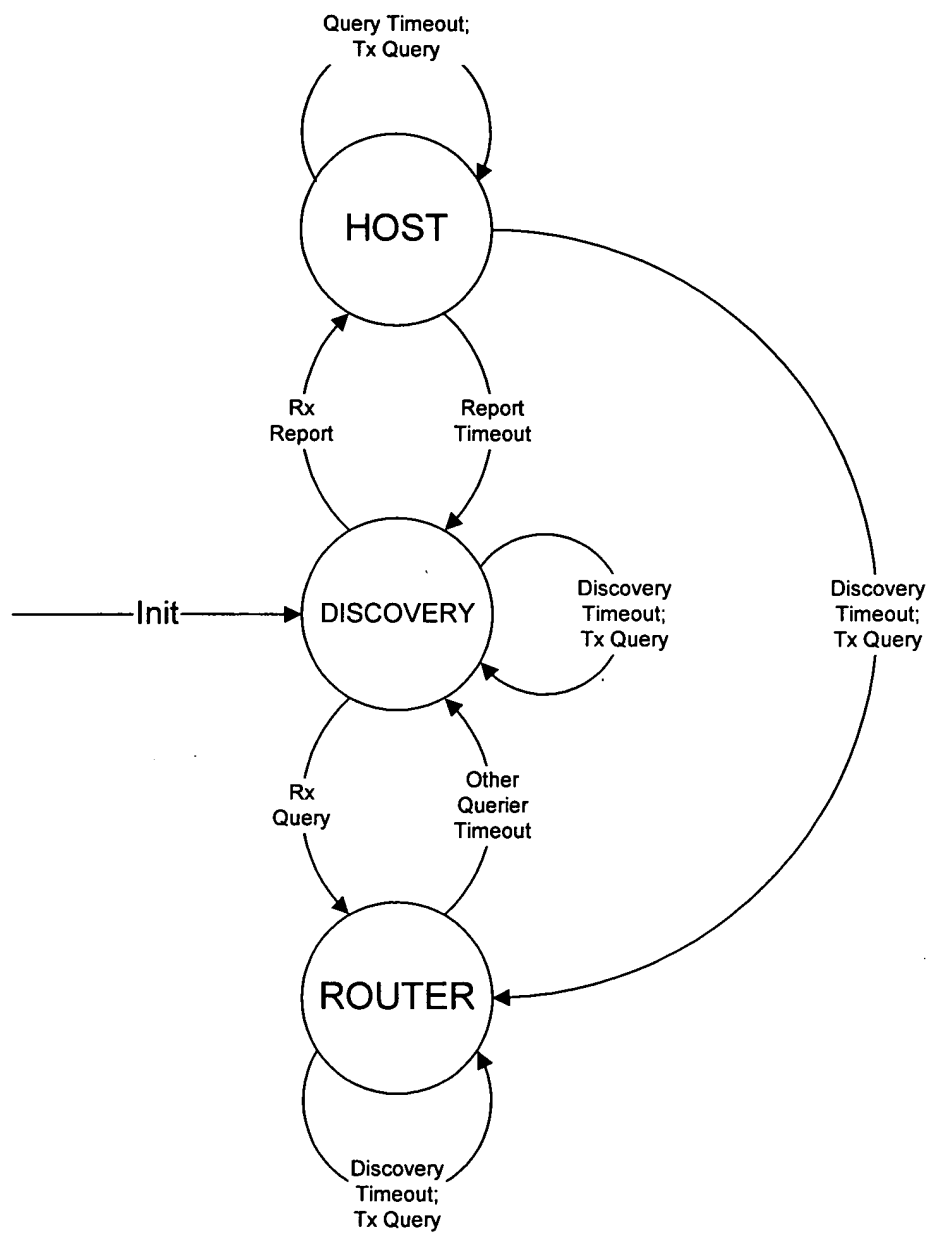 Query Timeout;
Tx Query
HOST
Rx
Report
Report
Timeout
Init
DISCOVERY
Discovery
Timeout;
Tx Query
Discovery
Timeout;
Tx Query
Rx
Query
Other
Querier
Timeout
ROUTER
Discovery
Timeout;
Tx Query